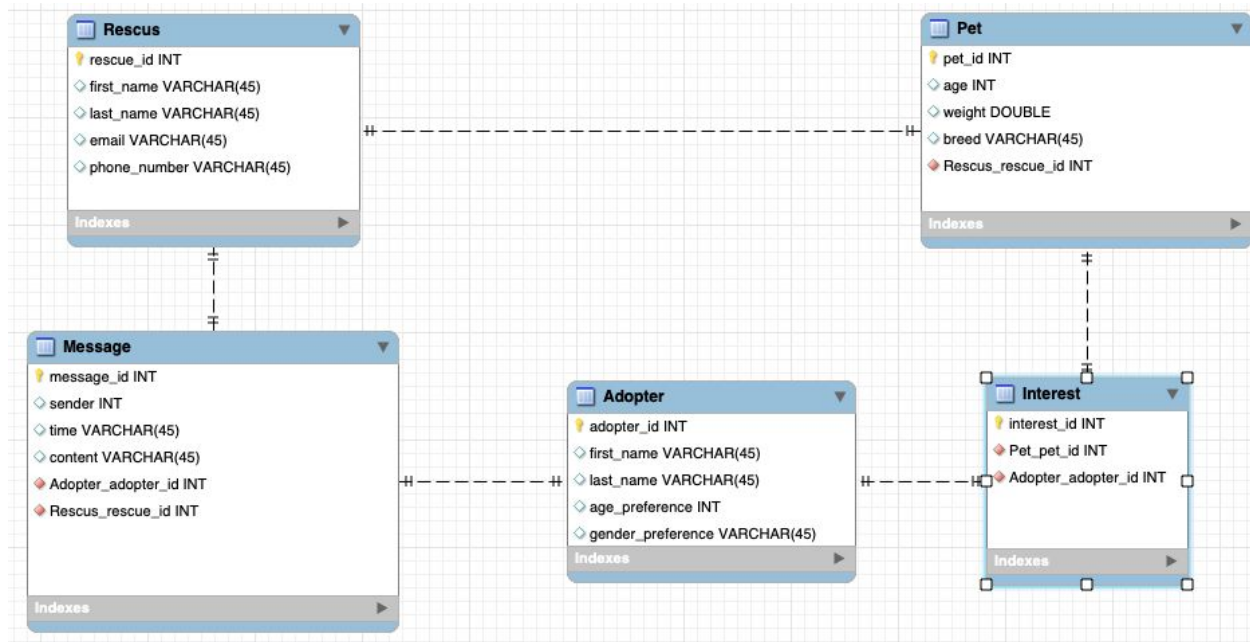 Rescus
rescue_id INT
first_name VARCHAR(45)
last_name VARCHAR(45)
email VARCHAR(45)
phone_number VARCHAR(45)
Indexes
Pet
pet_id INT
age INT
weight DOUBLE
breed VARCHAR(45)
Rescus_rescue_id INT
Indexes
Message
message_id INT
sender INT
time VARCHAR(45)
content VARCHAR(45)
Adopter_adopter_id INT
Rescus_rescue_id INT
Indexes
Adopter
adopter_id INT
first_name VARCHAR(45)
last_name VARCHAR(45)
age_preference INT
gender_preference VARCHAR(45)
Indexes
Interest
interest_id INT
Pet_pet_id INT
Adopter_adopter_id INT
Indexes